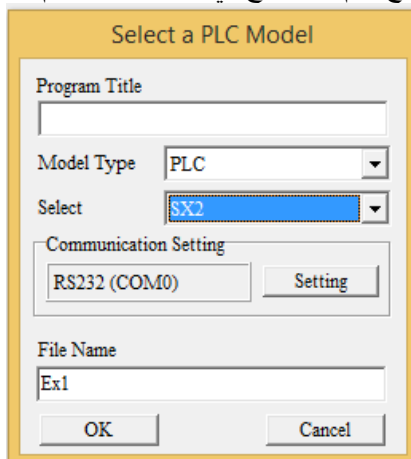 Select a PLC Model
Program Title
Model Type PLC
Select SX2
Communication Setting
RS232 (COM0) Setting
File Name
Ex1
OK Cancel